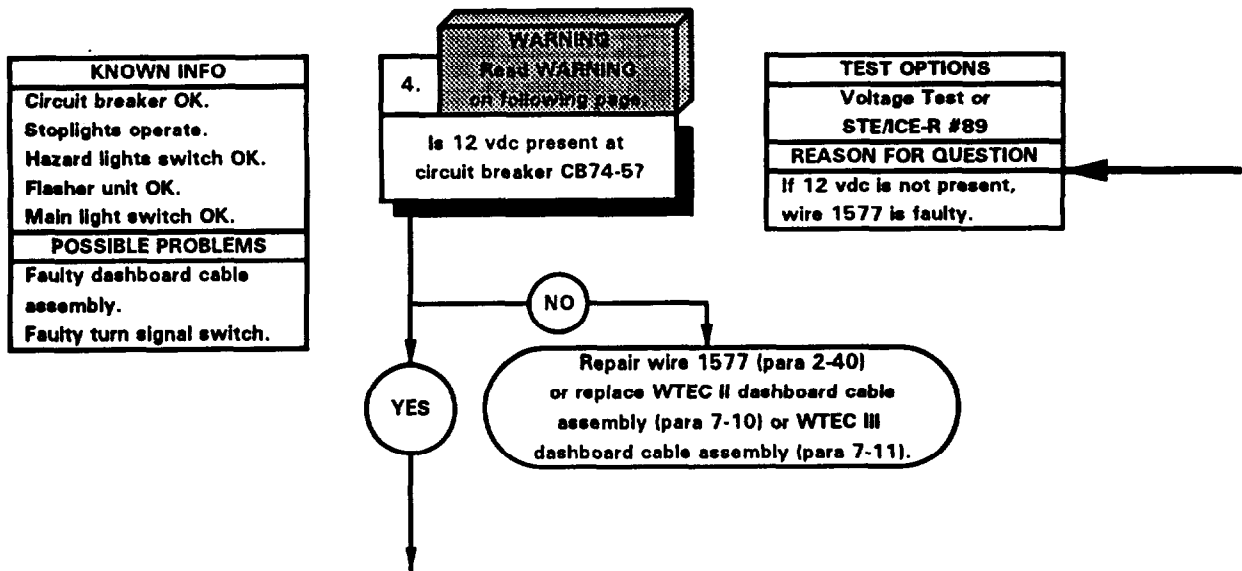 KNOWN INFO
Circuit breaker OK.
Stoplights operate.
Hazard lights switch OK.
Flasher unit OK.
Main light switch OK.
POSSIBLE PROBLEMS
Faulty dashboard cable
assembly.
Faulty turn signal switch.
4.
WARNING
Read WARNING
on following page.
Is 12 vdc present at
circuit breaker CB74-5?
TEST OPTIONS
Voltage Test or
STE/ICE-R #89
REASON FOR QUESTION
If 12 vdc is not present,
wire 1577 is faulty.
NO
YES
Repair wire 1577 (para 2-40)
or replace WTEC II dashboard cable
assembly (para 7-10) or WTEC III
dashboard cable assembly (para 7-11).